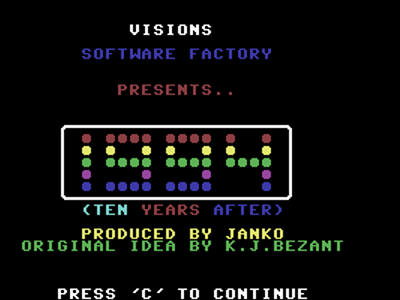 VISIONS
SOFTWARE FACTORY
PRESENTS..
1994
(TEN YEARS AFTER)
PRODUCED BY JANKO
ORIGINAL IDEA BY K.J.BEZANT
PRESS 'C' TO CONTINUE